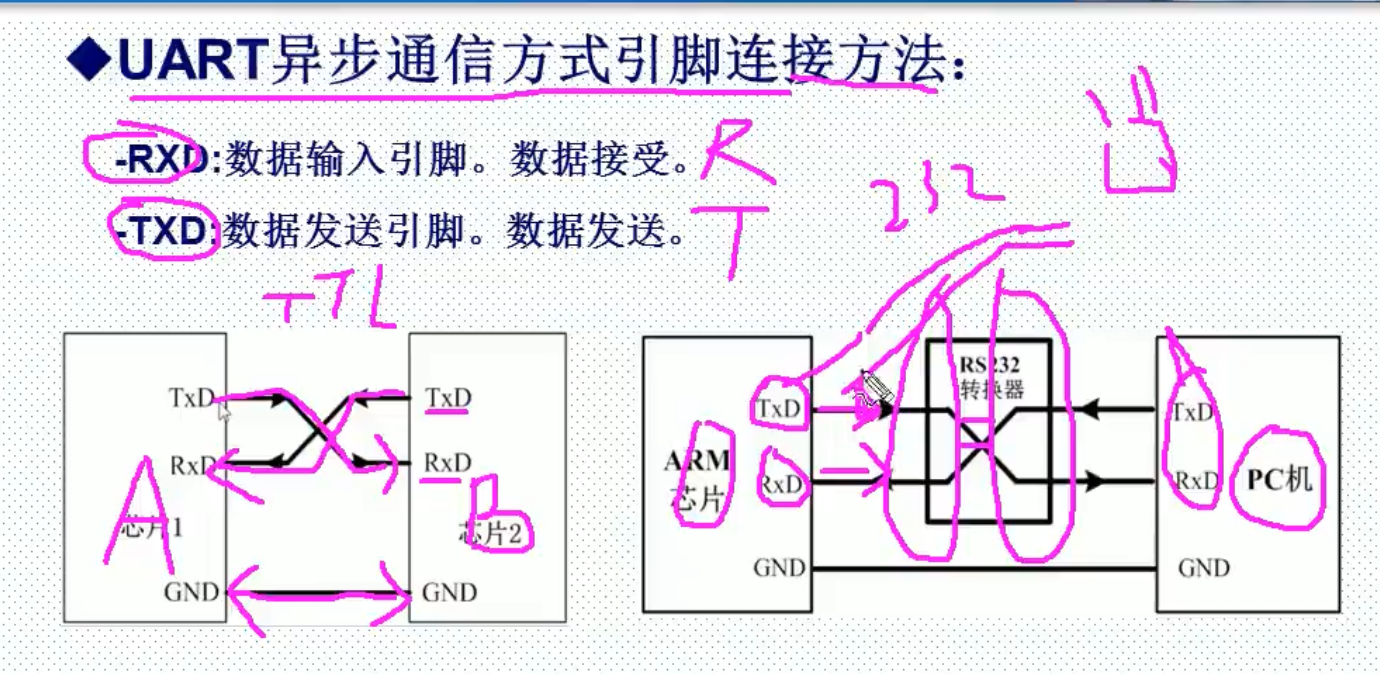 ◆UART异步通信方式引脚连接方法：
-RXD:数据输入引脚。数据接受。 R
-TXD:数据发送引脚。数据发送。 T
232
TTL
TxD TxD
RxD RxD
A 芯片1
B 芯片2
GND GND
RS232
转换器
TxD TxD
ARM
芯片
RxD RxD
PC机
GND GND